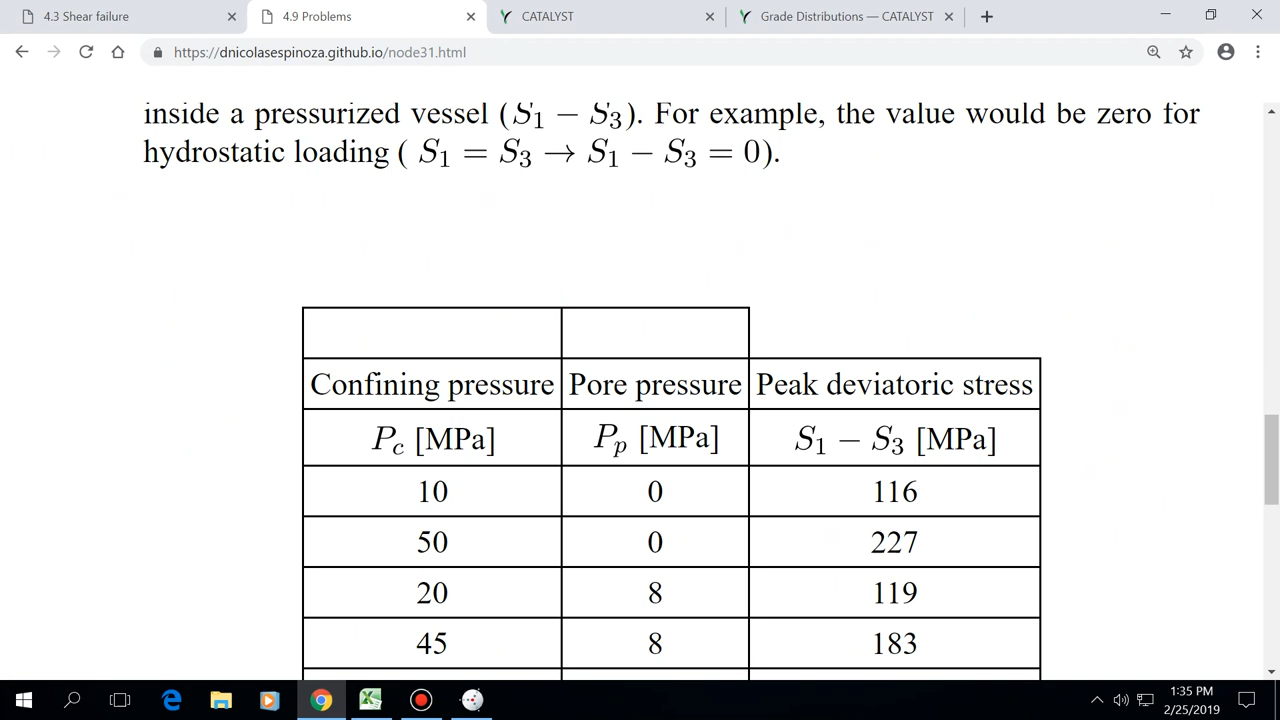 4.3 Shear failure
4.9 Problems
CATALYST
Grade Distributions — CATALYST
https://dnicolasespinoza.github.io/node31.html
inside a pressurized vessel (S₁ − S₃). For example, the value would be zero for
hydrostatic loading ( S₁ = S₃ → S₁ − S₃ = 0).
Confining pressure Pore pressure Peak deviatoric stress
P_c [MPa] P_p [MPa] S₁ − S₃ [MPa]
10 0 116
50 0 227
20 8 119
45 8 183
1:35 PM
2/25/2019